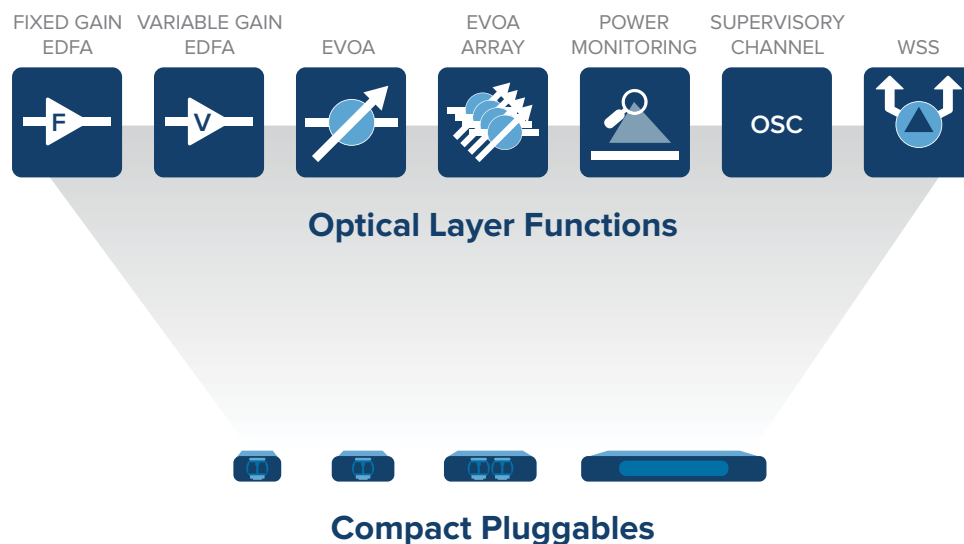 FIXED GAIN
EDFA
VARIABLE GAIN
EDFA
EVOA
EVOA
ARRAY
POWER
MONITORING
SUPERVISORY
CHANNEL
WSS
F
V
OSC
Optical Layer Functions
Compact Pluggables